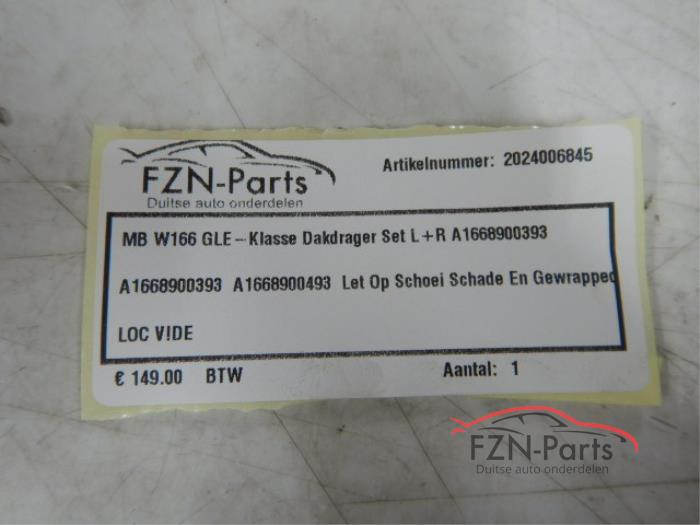 FZN-Parts
Duitse auto onderdelen
Artikelnummer: 2024006845
MB W166 GLE-Klasse Dakdrager Set L+R A1668900393
A1668900393 A1668900493 Let Op Schoei Schade En Gewrapped
LOC V!DE
€ 149.00 BTW
Aantal: 1
FZN-Parts
Duitse auto onderdelen